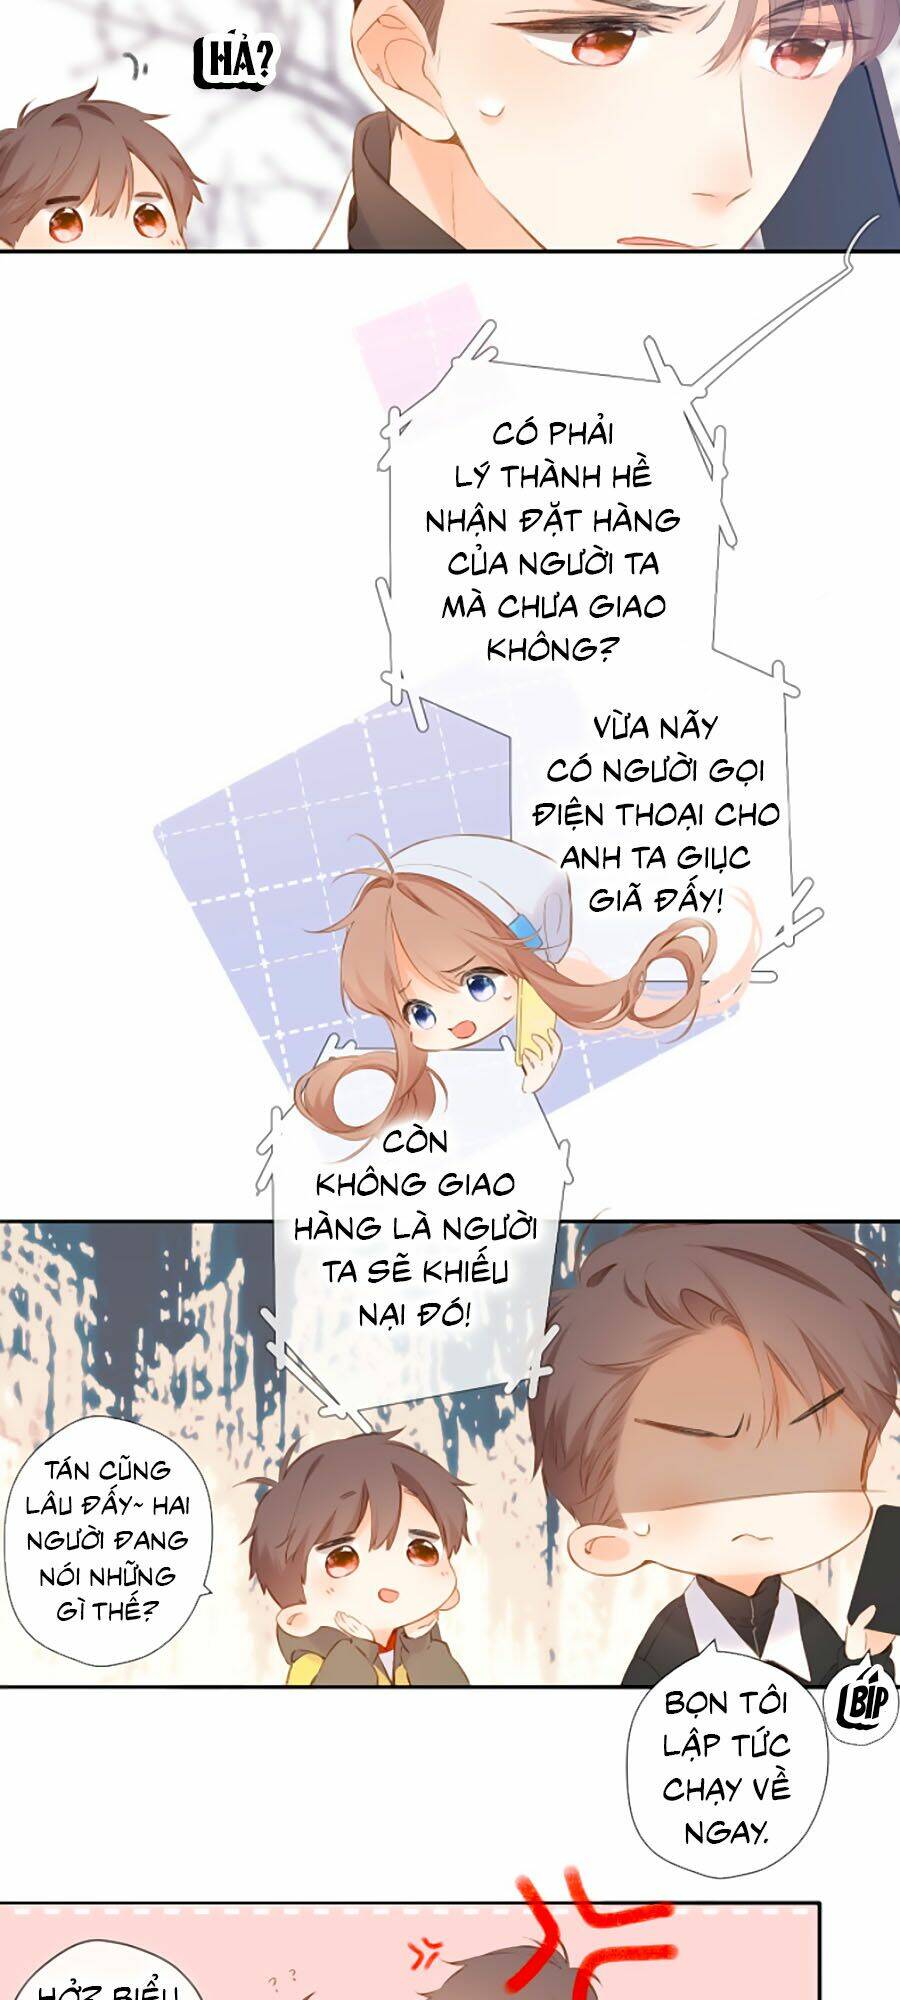 HẢ?
CÓ PHẢI
LÝ THÀNH HỀ
NHẬN ĐẶT HÀNG
CỦA NGƯỜI TA
MÀ CHƯA GIAO
KHÔNG?
VỪA NÃY
CÓ NGƯỜI GỌI
ĐIỆN THOẠI CHO
ANH TA GIỤC
GIÃ ĐẤY!
CÒN
KHÔNG GIAO
HÀNG LÀ NGƯỜI
TA SẼ KHIẾU
NẠI ĐÓ!
TÁN CŨNG
LÂU ĐẤY~ HAI
NGƯỜI ĐANG
NÓI NHỮNG
GÌ THẾ?
BÍP
BỌN TÔI
LẬP TỨC
CHẠY VỀ
NGAY.
HỞ? BIỂU